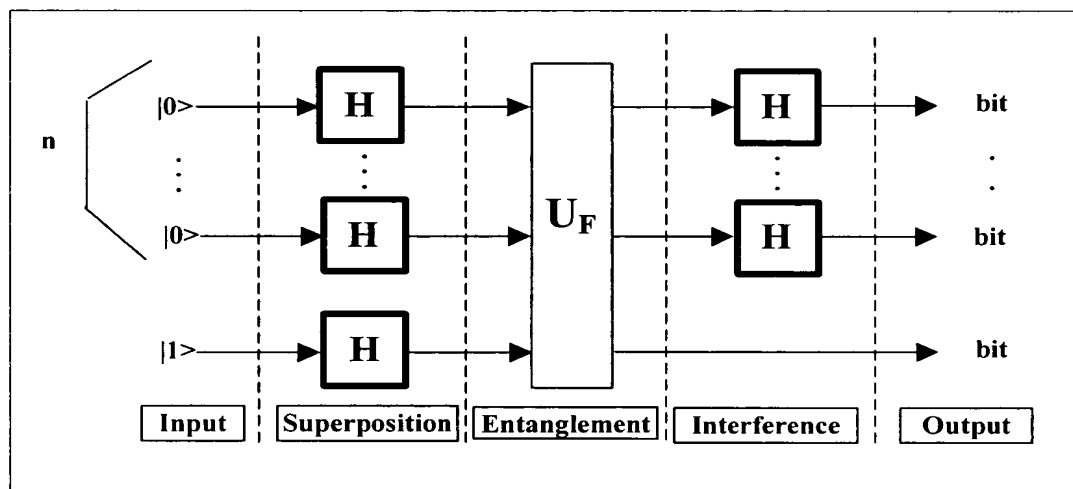 |0> H H bit
n
|0> H H bit
U_F
|1> H bit
Input Superposition Entanglement Interference Output